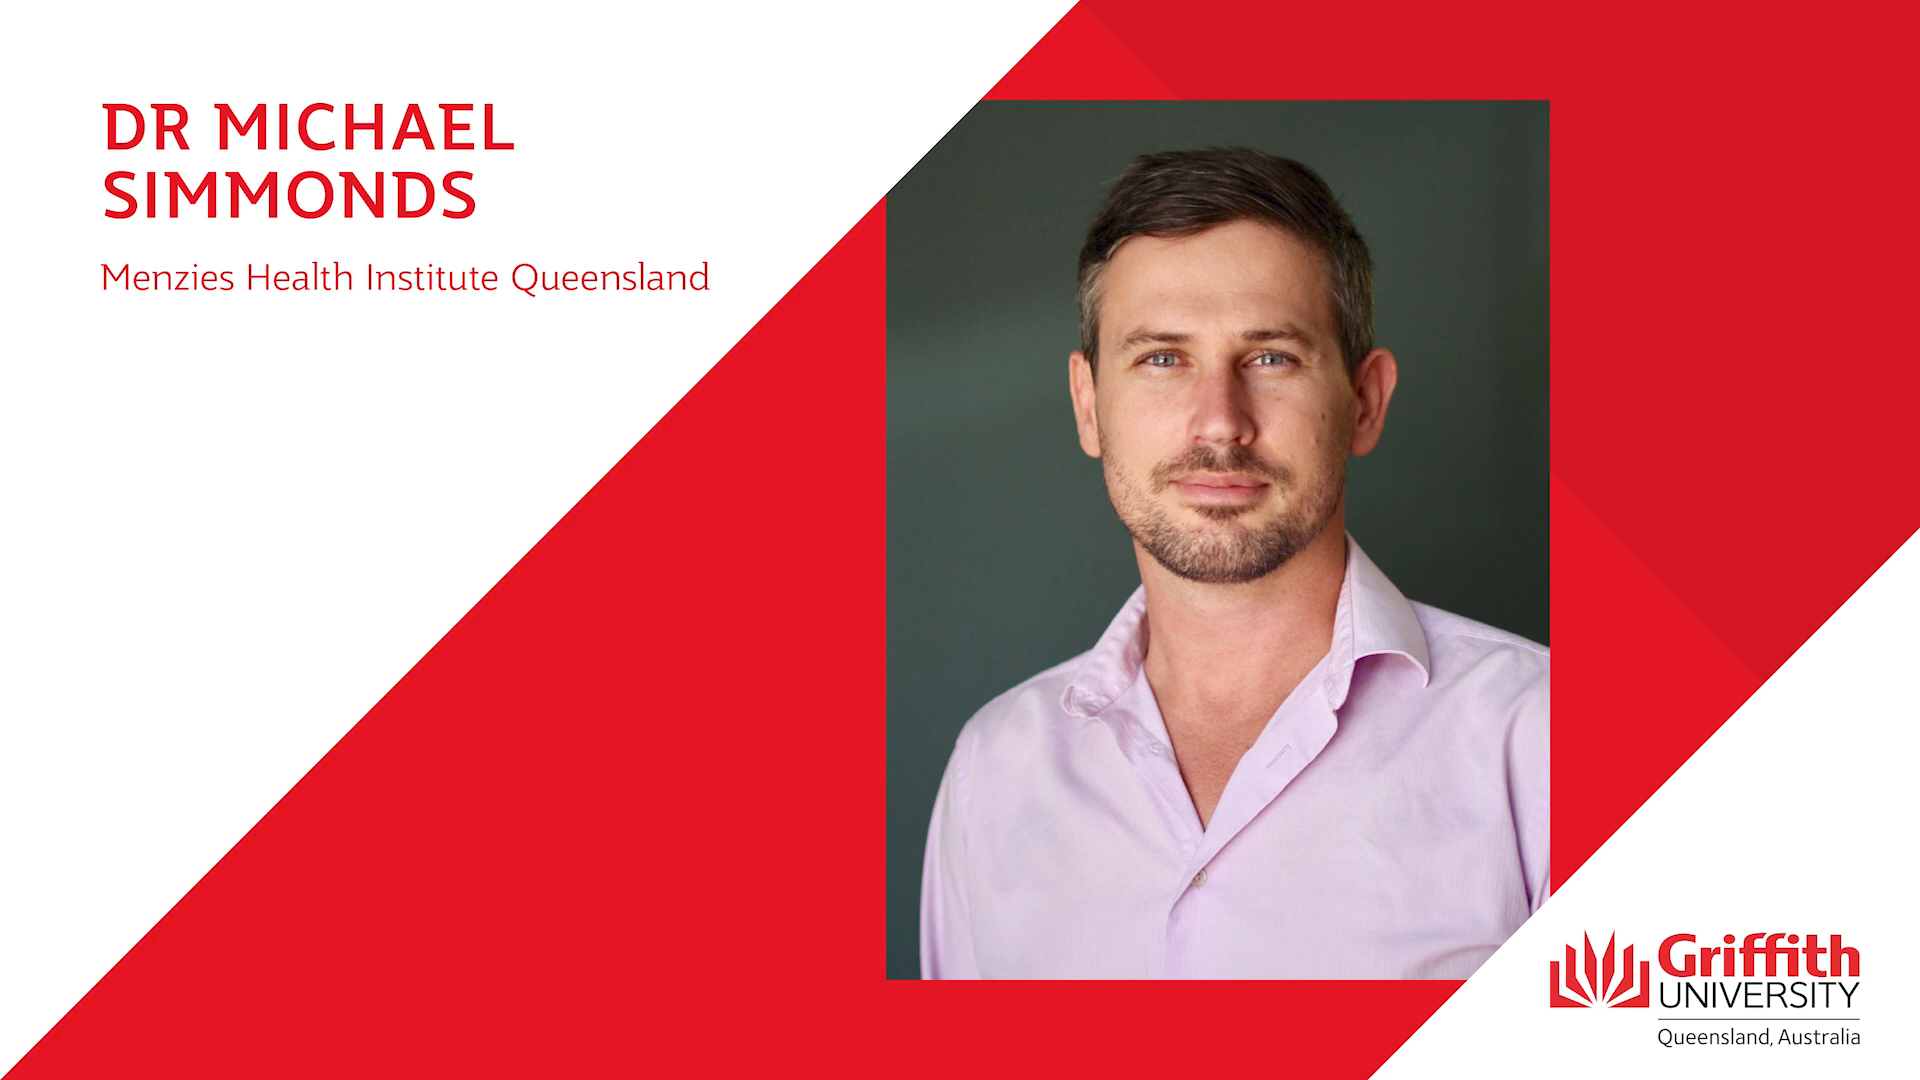 DR MICHAEL
SIMMONDS
Menzies Health Institute Queensland
Griffith
UNIVERSITY
Queensland, Australia